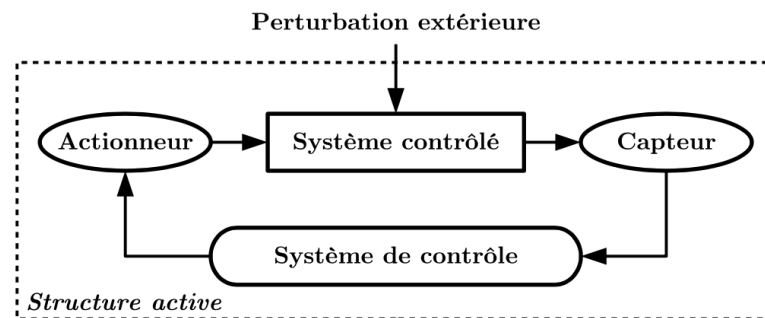 Perturbation extérieure
Actionneur
Système contrôlé
Capteur
Système de contrôle
Structure active